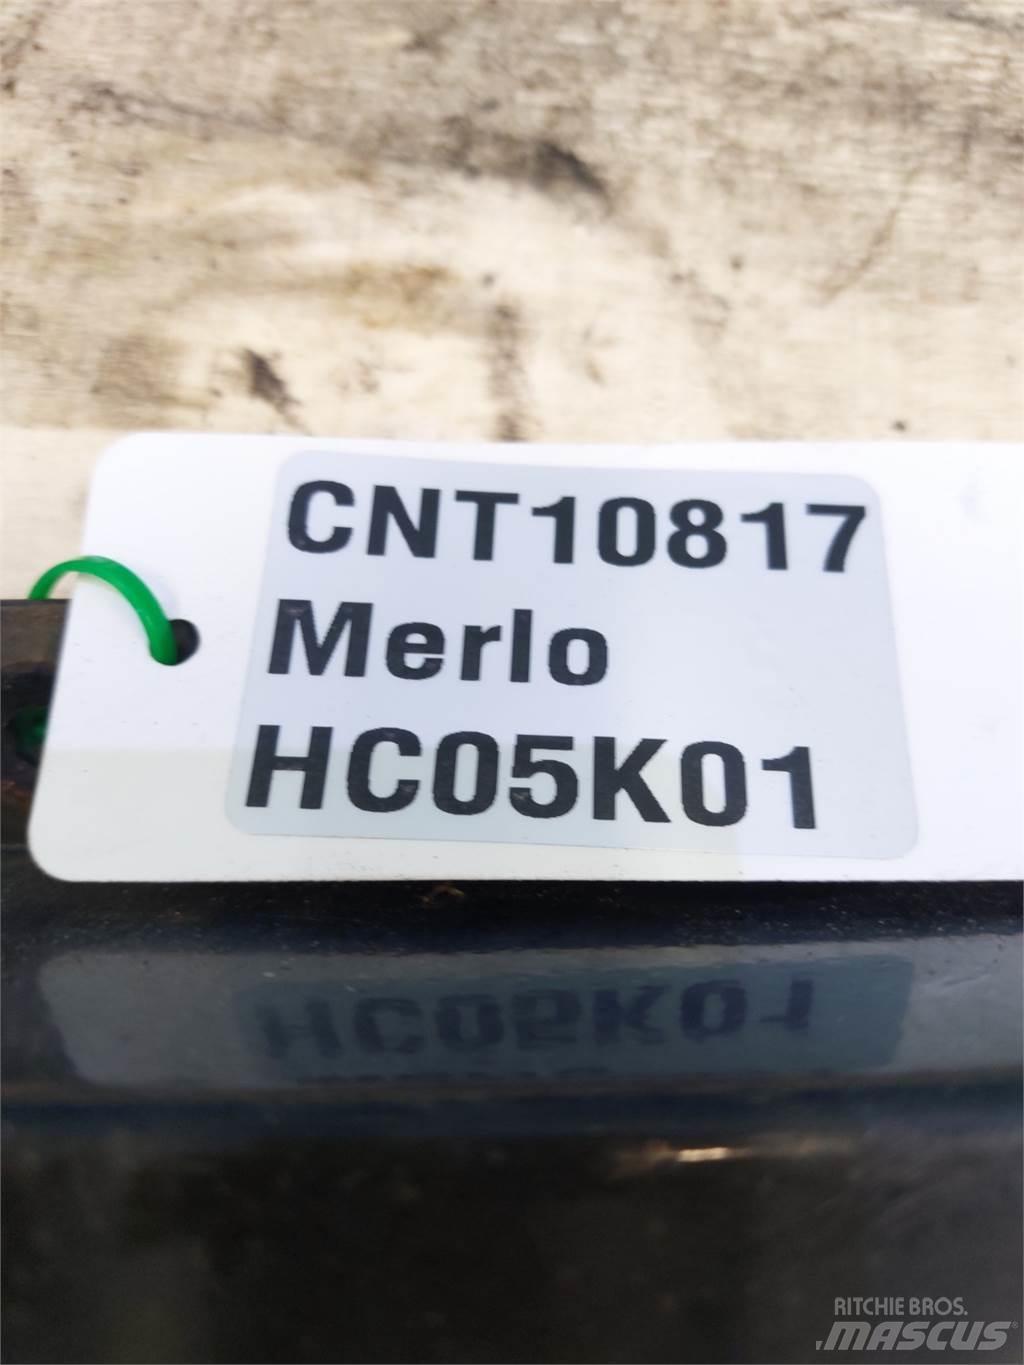 CNT10817
Merlo
HC05K01
HC05K01
RITCHIE BROS.
MASCUS